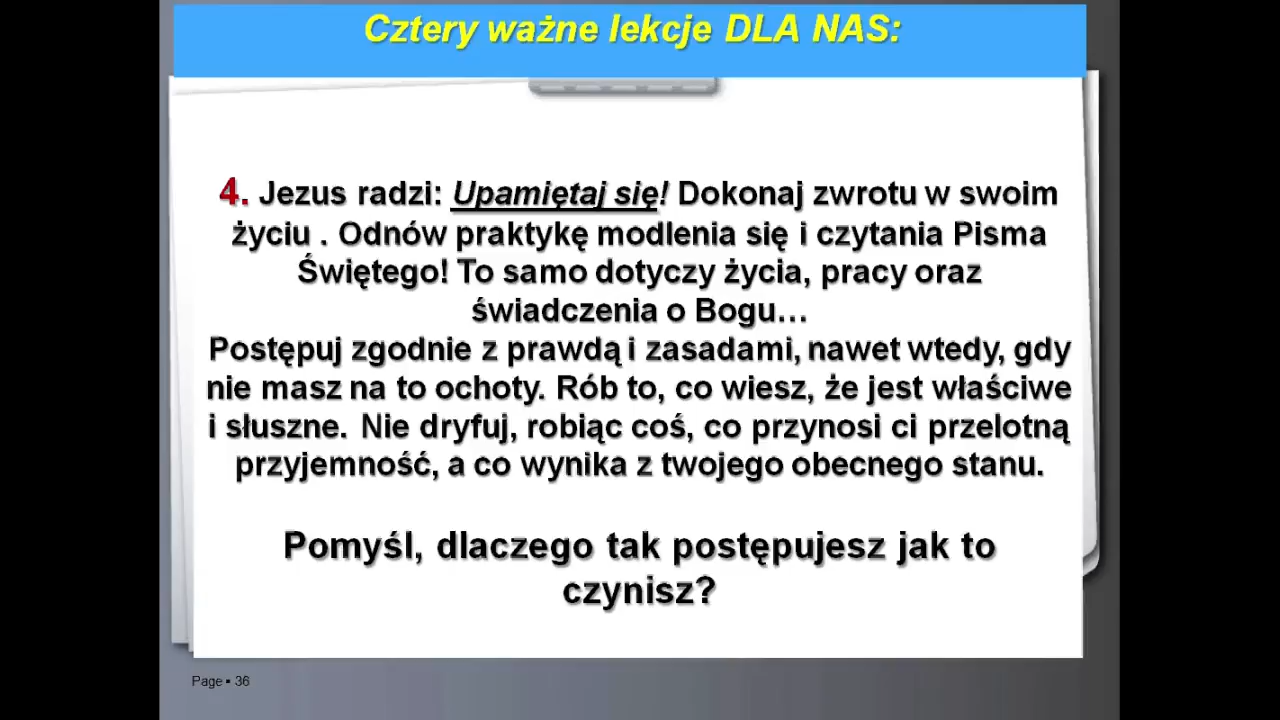 Cztery ważne lekcje DLA NAS:
4. Jezus radzi: Upamiętaj się! Dokonaj zwrotu w swoim
życiu . Odnów praktykę modlenia się i czytania Pisma
Świętego! To samo dotyczy życia, pracy oraz
świadczenia o Bogu…
Postępuj zgodnie z prawdą i zasadami, nawet wtedy, gdy
nie masz na to ochoty. Rób to, co wiesz, że jest właściwe
i słuszne. Nie dryfuj, robiąc coś, co przynosi ci przelotną
przyjemność, a co wynika z twojego obecnego stanu.
Pomyśl, dlaczego tak postępujesz jak to
czynisz?
Page ▪ 36